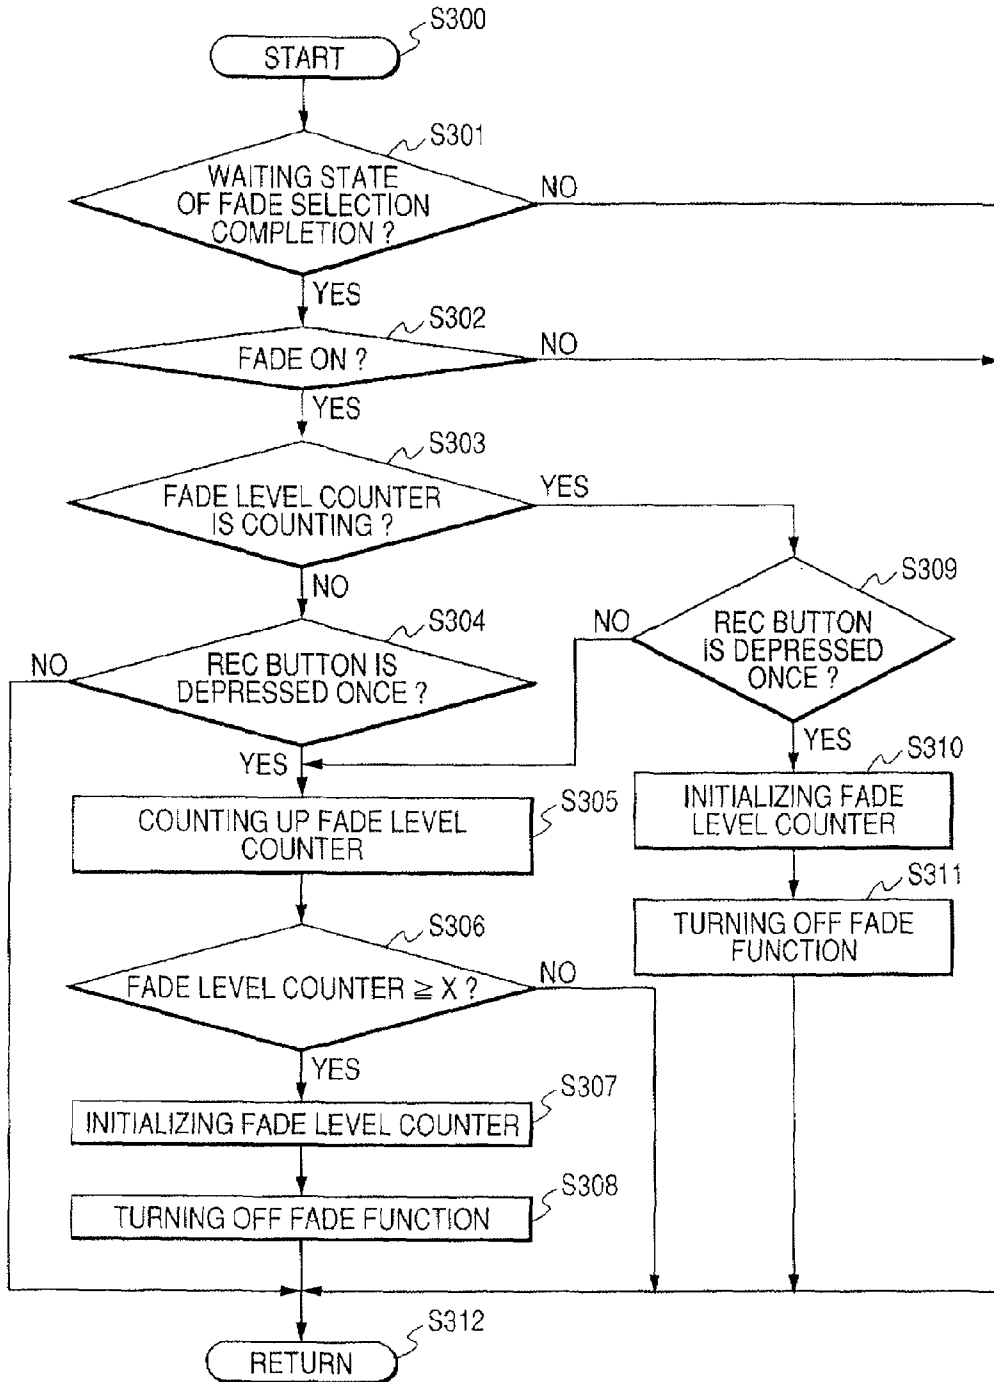 S300
START
S301
WAITING STATE
OF FADE SELECTION
COMPLETION ?
NO
YES
S302
FADE ON ?
NO
YES
S303
FADE LEVEL COUNTER
IS COUNTING ?
YES
NO
S304
REC BUTTON IS
DEPRESSED ONCE ?
NO
YES
S309
REC BUTTON
IS DEPRESSED
ONCE ?
NO
YES
S305
COUNTING UP FADE LEVEL
COUNTER
S310
INITIALIZING FADE
LEVEL COUNTER
S311
TURNING OFF FADE
FUNCTION
S306
FADE LEVEL COUNTER ≧ X ?
NO
YES
S307
INITIALIZING FADE LEVEL COUNTER
S308
TURNING OFF FADE FUNCTION
S312
RETURN